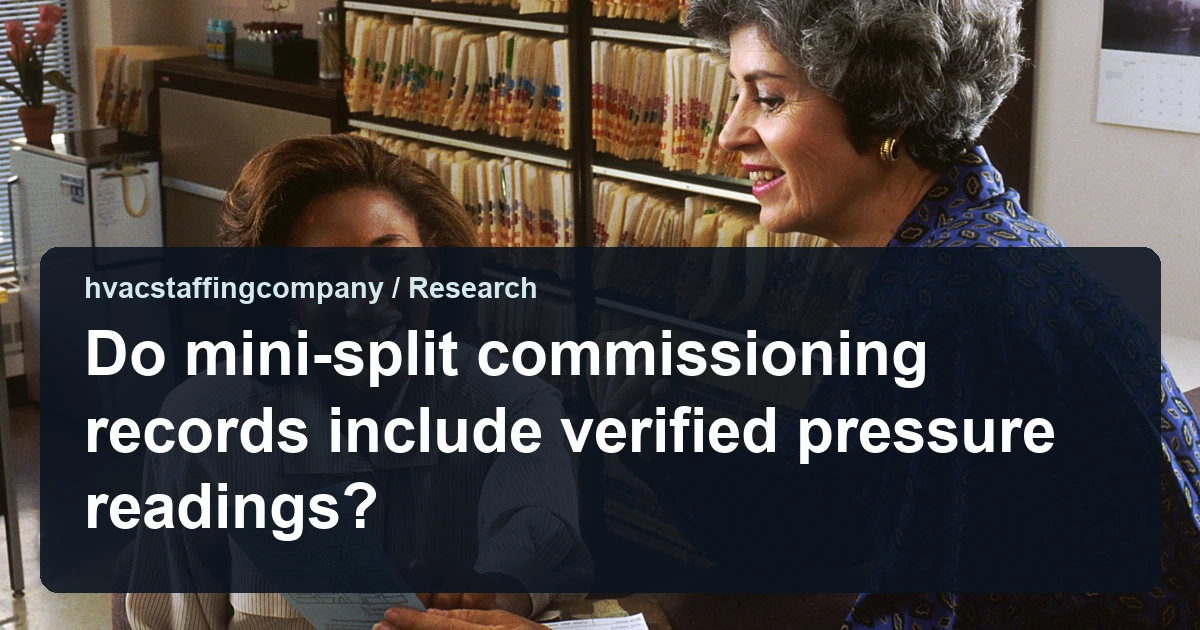 hvacstaffingcompany / Research
Do mini-split commissioning
records include verified pressure
readings?